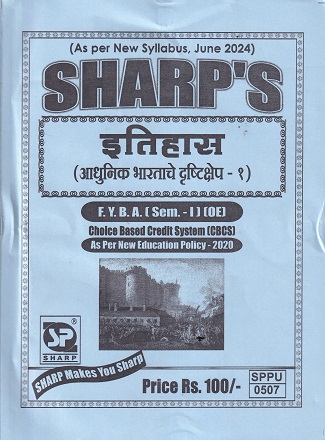 (As per New Syllabus, June 2024)
SHARP'S
इतिहास
(आधुनिक भारताचे दृष्टिक्षेप - १)
F.Y.B.A. ( Sem. - I ) (OE)
Choice Based Credit System (CBCS)
As Per New Education Policy - 2020
SP
SHARP
SHARP Makes You Sharp
Price Rs. 100/-
SPPU
0507